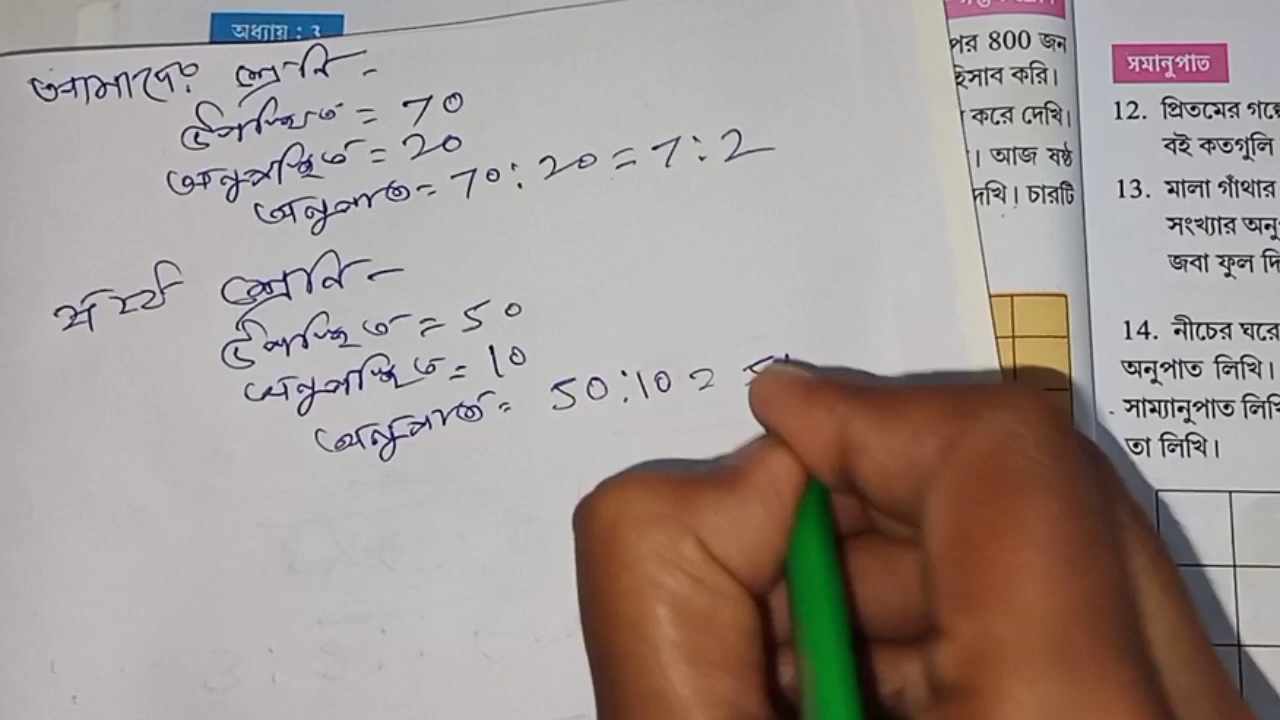 অধ্যায় : 3
আমাদের শ্রেনি -
উপস্থিত = 70
অনুপস্থিত = 20
অনুপাত = 70 : 20 = 7 : 2
ষষ্ঠ শ্রেনি -
উপস্থিত = 50
অনুপস্থিত = 10
অনুপাত = 50 : 10 = 5
পর 800 জন
হিসাব করি।
করে দেখি।
। আজ ষষ্ঠ
দেখি। চারটি
সমানুপাত
12. প্রিতমের গল্পে
বই কতগুলি
13. মালা গাঁথার
সংখ্যার অনু
জবা ফুল দি
14. নীচের ঘরে
অনুপাত লিখি।
সাম্যানুপাত লিখি
তা লিখি।